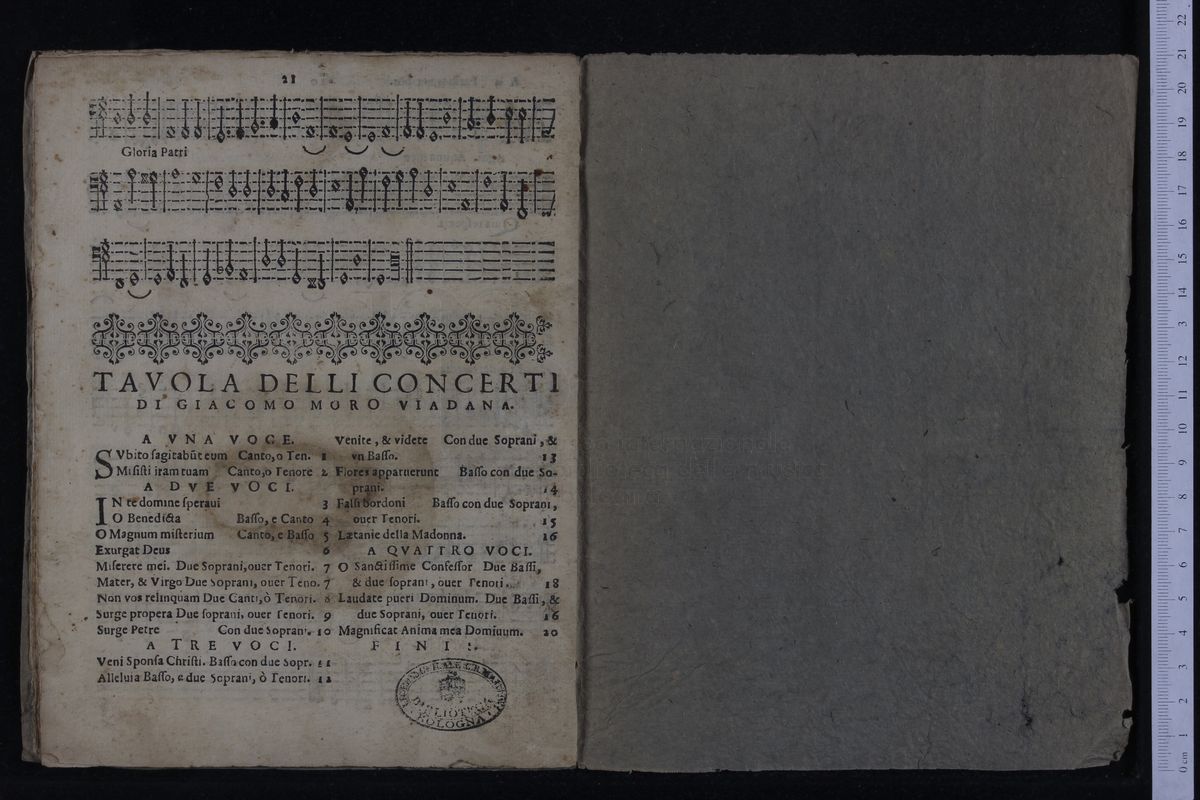 21
Gloria Patri
TAVOLA DELLI CONCERTI
DI GIACOMO MORO VIADANA.
A VNA VOCE.
SVbito sagitabūt eum Canto, o Ten. 1
Misisti iram tuam Canto, o Tenore 2
A DVE VOCI.
IN te domine speraui 3
O Benedicta Basso, e Canto 4
O Magnum misterium Canto, e Basso 5
Exurgat Deus 6
Miserere mei. Due Soprani, ouer Tenori. 7
Mater, & Virgo Due Soprani, ouer Teno. 7
Non vos relinquam Due Canti, ò Tenori. 8
Surge propera Due soprani, ouer Tenori. 9
Surge Petre Con due Soprani. 10
A TRE VOCI.
Veni Sponsa Christi. Basso con due Sopr. 11
Alleluia Basso, e due Soprani, ò Tenori. 12
Venite, & videte Con due Soprani, &
vn Basso. 13
Flores apparuerunt Basso con due So-
prani. 14
Falsi bordoni Basso con due Soprani,
ouer Tenori. 15
Lætanie della Madonna. 16
A QVATTRO VOCI.
O Sanctissime Confessor Due Bassi,
& due soprani, ouer Tenori. 18
Laudate pueri Dominum. Due Bassi, &
due Soprani, ouer Tenori. 16
Magnificat Anima mea Dominum. 20
FINI
BIBLIOTECA
BOLOGNA